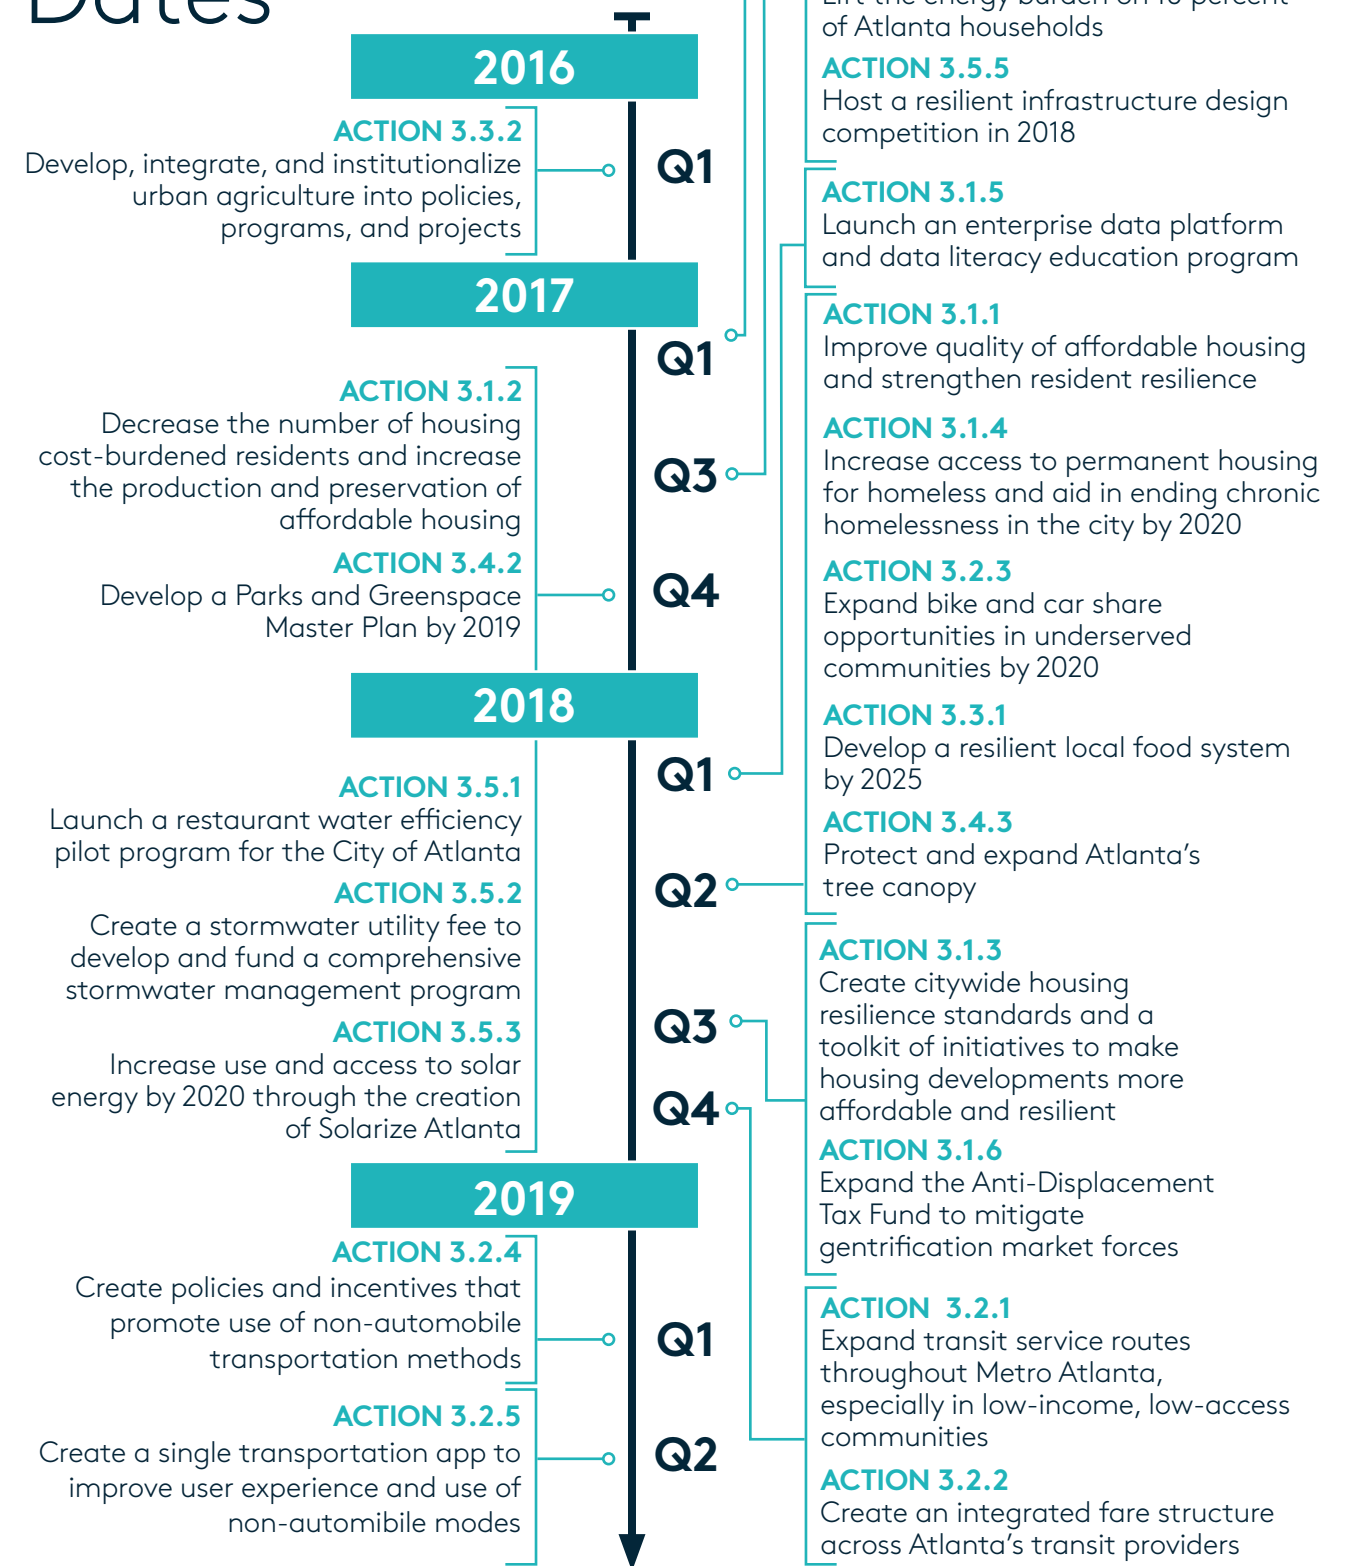 Dates
2016
ACTION 3.3.2
Develop, integrate, and institutionalize
urban agriculture into policies,
programs, and projects
Q1
2017
Q1
ACTION 3.1.2
Decrease the number of housing
cost-burdened residents and increase
the production and preservation of
affordable housing
ACTION 3.4.2
Develop a Parks and Greenspace
Master Plan by 2019
Q3
Q4
2018
ACTION 3.5.1
Launch a restaurant water efficiency
pilot program for the City of Atlanta
ACTION 3.5.2
Create a stormwater utility fee to
develop and fund a comprehensive
stormwater management program
ACTION 3.5.3
Increase use and access to solar
energy by 2020 through the creation
of Solarize Atlanta
Q1
Q2
Q3
Q4
2019
ACTION 3.2.4
Create policies and incentives that
promote use of non-automobile
transportation methods
Q1
ACTION 3.2.5
Create a single transportation app to
improve user experience and use of
non-automibile modes
Q2
Lift the energy burden on 10 percent
of Atlanta households
ACTION 3.5.5
Host a resilient infrastructure design
competition in 2018
ACTION 3.1.5
Launch an enterprise data platform
and data literacy education program
ACTION 3.1.1
Improve quality of affordable housing
and strengthen resident resilience
ACTION 3.1.4
Increase access to permanent housing
for homeless and aid in ending chronic
homelessness in the city by 2020
ACTION 3.2.3
Expand bike and car share
opportunities in underserved
communities by 2020
ACTION 3.3.1
Develop a resilient local food system
by 2025
ACTION 3.4.3
Protect and expand Atlanta's
tree canopy
ACTION 3.1.3
Create citywide housing
resilience standards and a
toolkit of initiatives to make
housing developments more
affordable and resilient
ACTION 3.1.6
Expand the Anti-Displacement
Tax Fund to mitigate
gentrification market forces
ACTION 3.2.1
Expand transit service routes
throughout Metro Atlanta,
especially in low-income, low-access
communities
ACTION 3.2.2
Create an integrated fare structure
across Atlanta's transit providers